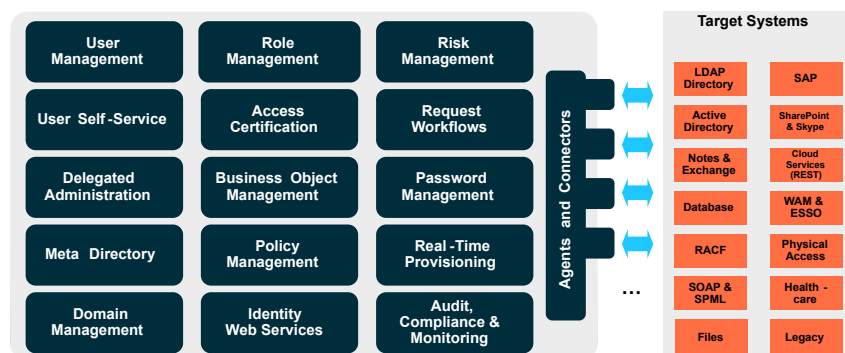 User
Management
Role
Management
Risk
Management
User Self-Service
Access
Certification
Request
Workflows
Delegated
Administration
Business Object
Management
Password
Management
Meta Directory
Policy
Management
Real-Time
Provisioning
Domain
Management
Identity
Web Services
Audit,
Compliance &
Monitoring
Agents and Connectors
...
Target Systems
LDAP
Directory
SAP
Active
Directory
SharePoint
& Skype
Notes &
Exchange
Cloud
Services
(REST)
Database
WAM &
ESSO
RACF
Physical
Access
SOAP &
SPML
Health -
care
Files
Legacy